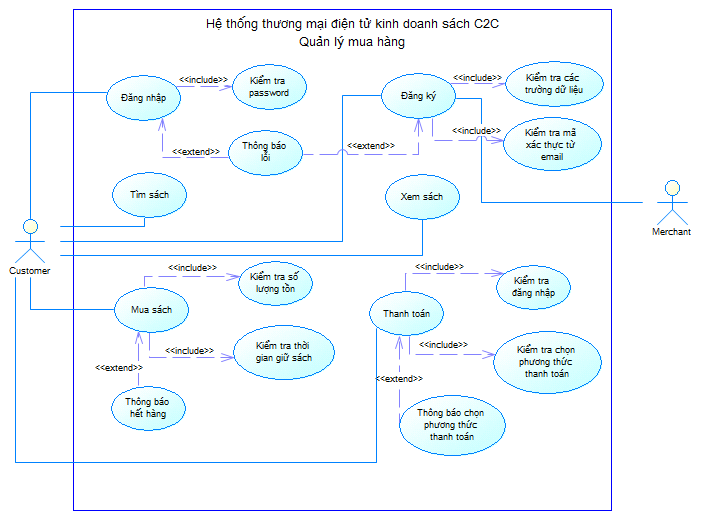 Hệ thống thương mại điện tử kinh doanh sách C2C
Quản lý mua hàng
Đăng nhập
<<include>>
Kiểm tra
password
Đăng ký
<<include>>
Kiểm tra các
trường dữ liệu
<<extend>>
Thông báo
lỗi
<<extend>>
<<include>>
Kiểm tra mã
xác thực từ
email
Tìm sách
Xem sách
Customer
Merchant
Mua sách
<<include>>
Kiểm tra số
lượng tồn
<<include>>
Kiểm tra thời
gian giữ sách
<<extend>>
Thông báo
hết hàng
Thanh toán
<<include>>
Kiểm tra
đăng nhập
<<include>>
Kiểm tra chọn
phương thức
thanh toán
<<extend>>
Thông báo chọn
phương thức
thanh toán